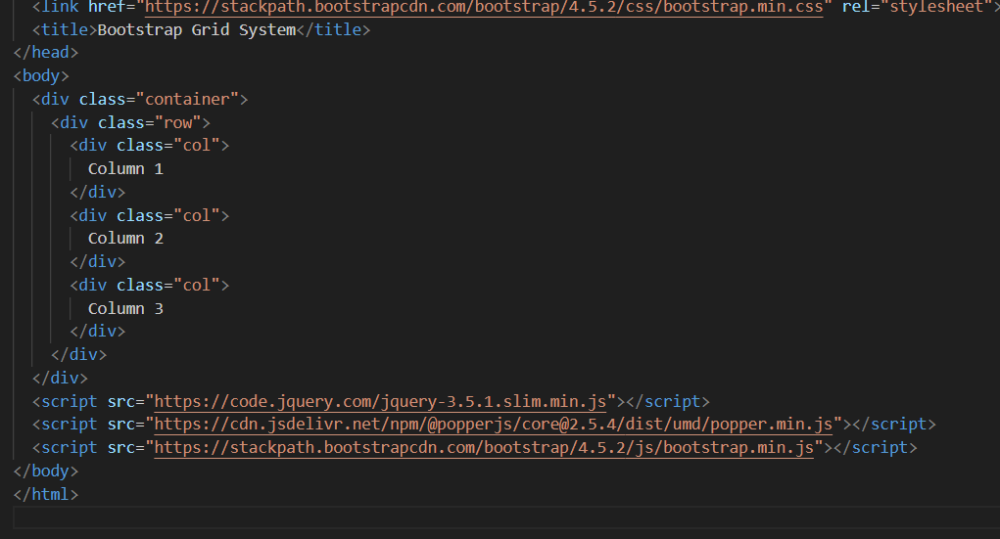 <link href="https://stackpath.bootstrapcdn.com/bootstrap/4.5.2/css/bootstrap.min.css" rel="stylesheet">
<title>Bootstrap Grid System</title>
</head>
<body>
<div class="container">
<div class="row">
<div class="col">
Column 1
</div>
<div class="col">
Column 2
</div>
<div class="col">
Column 3
</div>
</div>
</div>
<script src="https://code.jquery.com/jquery-3.5.1.slim.min.js"></script>
<script src="https://cdn.jsdelivr.net/npm/@popperjs/core@2.5.4/dist/umd/popper.min.js"></script>
<script src="https://stackpath.bootstrapcdn.com/bootstrap/4.5.2/js/bootstrap.min.js"></script>
</body>
</html>